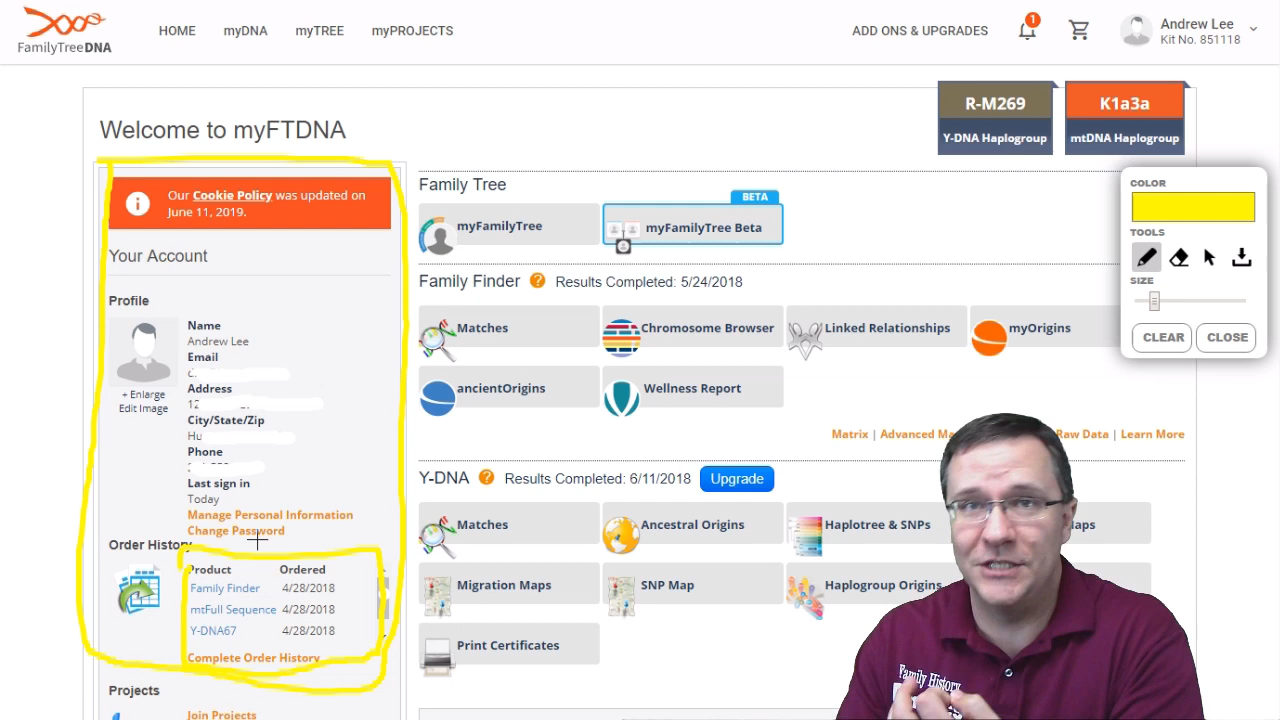 FamilyTreeDNA
HOME
myDNA
myTREE
myPROJECTS
ADD ONS & UPGRADES
1
Andrew Lee
Kit No. 851118
Welcome to myFTDNA
R-M269
Y-DNA Haplogroup
K1a3a
mtDNA Haplogroup
Our Cookie Policy was updated on
June 11, 2019.
Your Account
Profile
Name
Andrew Lee
Email
Address
City/State/Zip
Hu
Phone
Last sign in
Today
+ Enlarge
Edit Image
Manage Personal Information
Change Password
Order History
Product Ordered
Family Finder 4/28/2018
mtFull Sequence 4/28/2018
Y-DNA67 4/28/2018
Complete Order History
Projects
Join Projects
Family Tree
BETA
myFamilyTree
myFamilyTree Beta
Family Finder ? Results Completed: 5/24/2018
Matches
Chromosome Browser
Linked Relationships
myOrigins
ancientOrigins
Wellness Report
Matrix | Advanced Ma
Raw Data | Learn More
Y-DNA ? Results Completed: 6/11/2018 Upgrade
Matches
Ancestral Origins
Haplotree & SNPs
aps
Migration Maps
SNP Map
Haplogroup Origins
Print Certificates
COLOR
TOOLS
SIZE
CLEAR
CLOSE
Family History